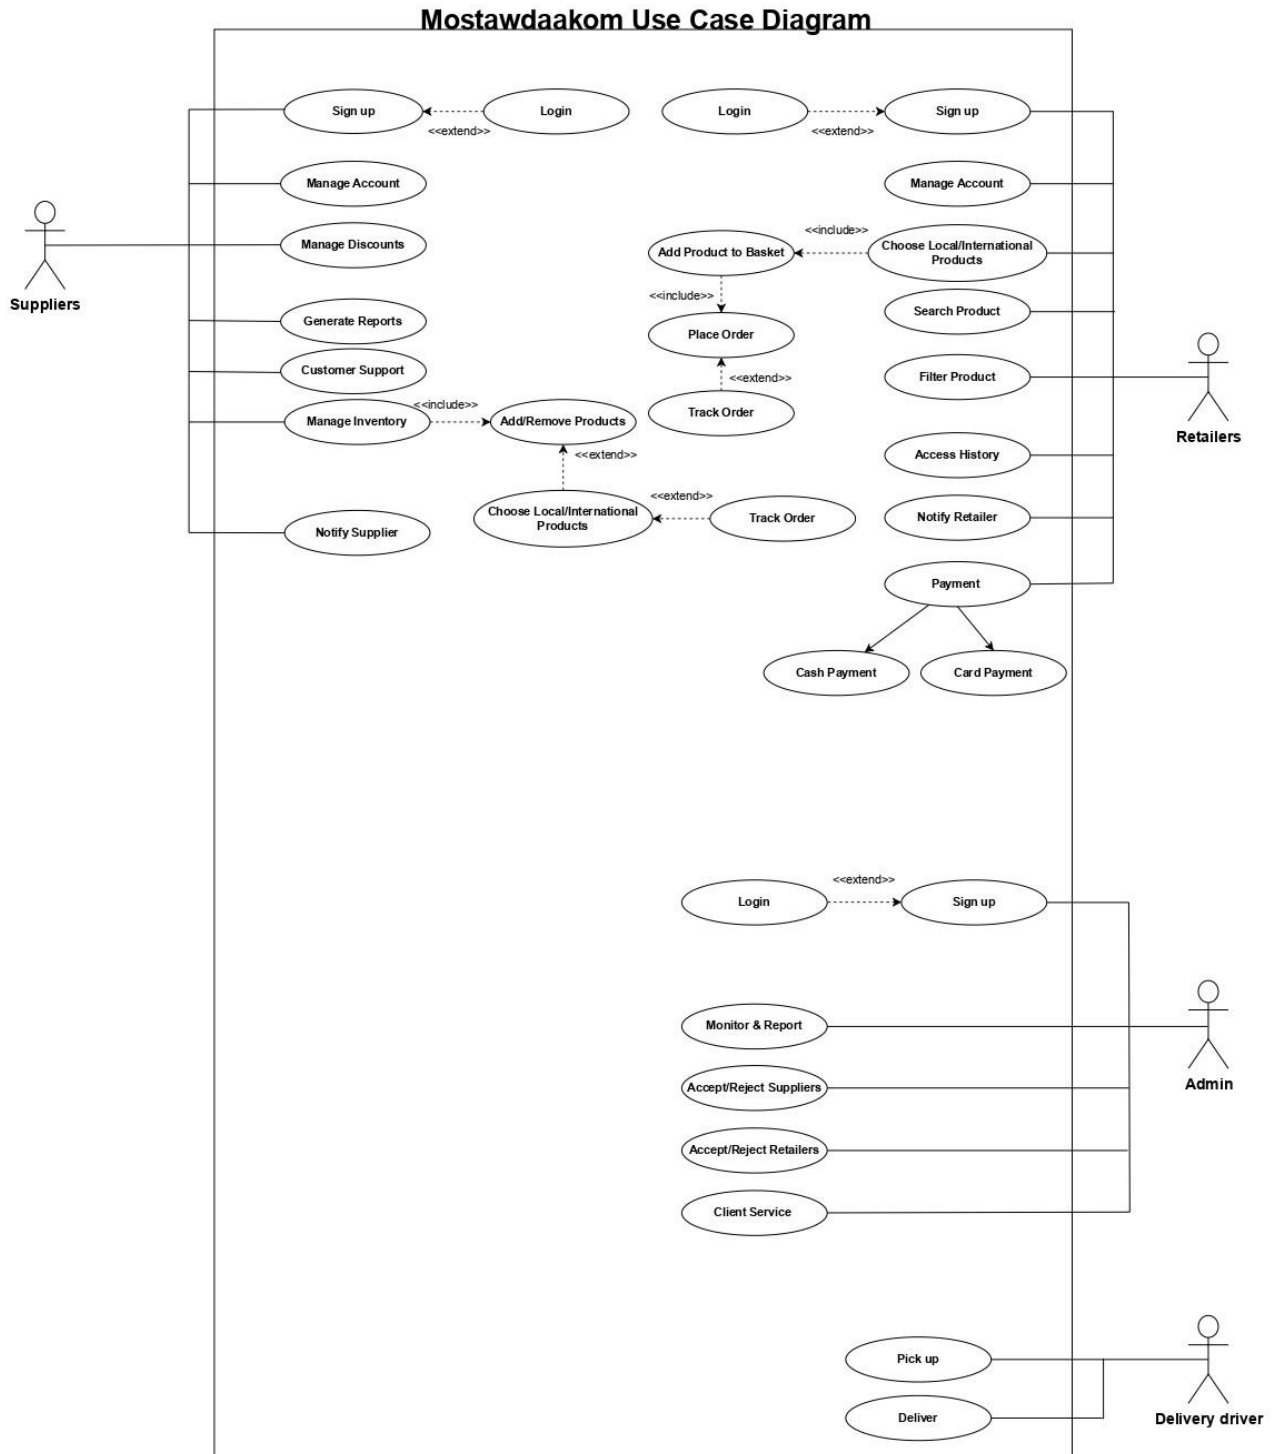 Mostawdaakom Use Case Diagram
Sign up
<<extend>>
Login
Login
<<extend>>
Sign up
Manage Account
Manage Account
Suppliers
Manage Discounts
Add Product to Basket
<<include>>
Choose Local/International
Products
<<include>>
Search Product
Generate Reports
Place Order
Customer Support
<<extend>>
Filter Product
Retailers
Manage Inventory
<<include>>
Add/Remove Products
Track Order
<<extend>>
Access History
Choose Local/International
Products
<<extend>>
Track Order
Notify Retailer
Notify Supplier
Payment
Cash Payment
Card Payment
Login
<<extend>>
Sign up
Monitor & Report
Admin
Accept/Reject Suppliers
Accept/Reject Retailers
Client Service
Pick up
Deliver
Delivery driver